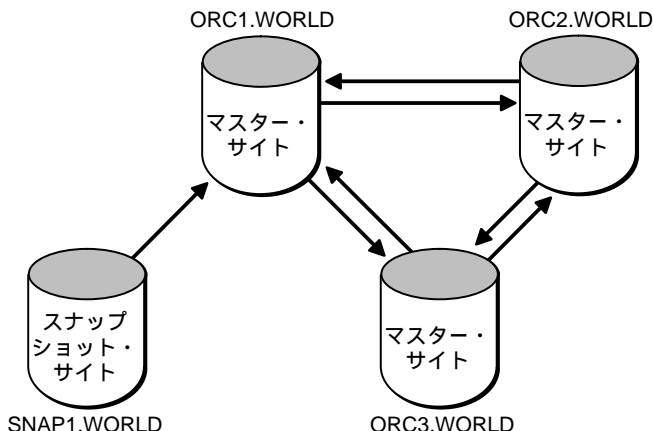 ORC1.WORLD
ORC2.WORLD
マスター・
サイト
マスター・
サイト
スナップ
ショット・
サイト
マスター・
サイト
SNAP1.WORLD
ORC3.WORLD